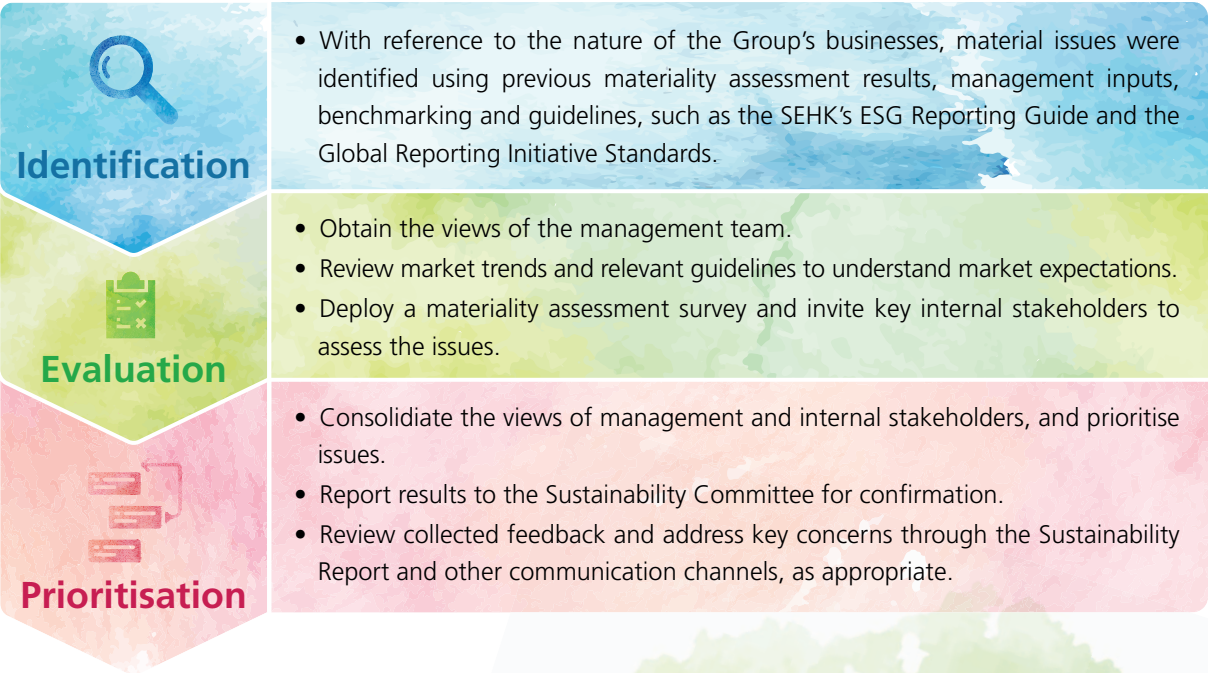 Identification
• With reference to the nature of the Group's businesses, material issues were
identified using previous materiality assessment results, management inputs,
benchmarking and guidelines, such as the SEHK's ESG Reporting Guide and the
Global Reporting Initiative Standards.
Evaluation
• Obtain the views of the management team.
• Review market trends and relevant guidelines to understand market expectations.
• Deploy a materiality assessment survey and invite key internal stakeholders to
assess the issues.
Prioritisation
• Consolidiate the views of management and internal stakeholders, and prioritise
issues.
• Report results to the Sustainability Committee for confirmation.
• Review collected feedback and address key concerns through the Sustainability
Report and other communication channels, as appropriate.